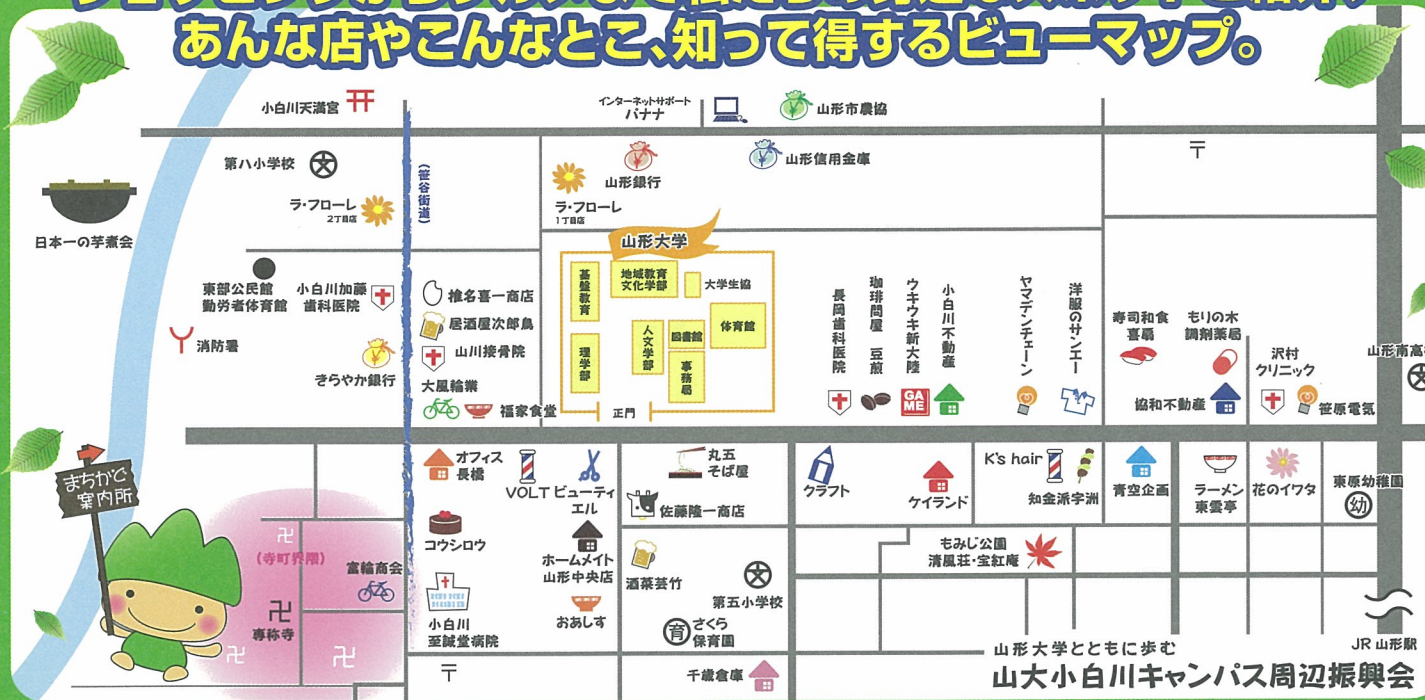 あんな店やこんなとこ、知って得するビューマップ。
小白川天満宮
インターネットサポート
バナナ
山形市農協
第八小学校
(笹谷街道)
山形銀行
山形信用金庫
〒
ラ・フローレ
2丁目店
ラ・フローレ
1丁目店
日本一の芋煮会
山形大学
基盤教育
地域教育
文化学部
大学生協
体育館
人文学部
図書館
理学部
事務局
正門
東部公民館
勤労者体育館
小白川加藤
歯科医院
消防署
きらやか銀行
椎名喜一商店
居酒屋次郎鳥
山川接骨院
大風輪業
福家食堂
長岡歯科医院
珈琲問屋 豆煎
ウキウキ新大陸
GAME
小白川不動産
ヤマデンチェーン
洋服のサンエー
寿司和食
喜扇
もりの木
調剤薬局
協和不動産
沢村
クリニック
笹原電気
山形南高
まちかど
案内所
オフィス
長橋
VOLT
ビューティ
エル
丸五
そば屋
佐藤隆一商店
クラフト
ケイランド
K's hair
知金派宇洲
青空企画
ラーメン
東雲亭
花のイワタ
東原幼稚園
幼
(寺町界隈)
富輪商会
専称寺
コウシロウ
ホームメイト
山形中央店
小白川
至誠堂病院
おあしす
酒菜芸竹
第五小学校
育
さくら
保育園
もみじ公園
清風荘・宝紅庵
〒
千歳倉庫
JR 山形駅
山形大学とともに歩む
山大小白川キャンパス周辺振興会